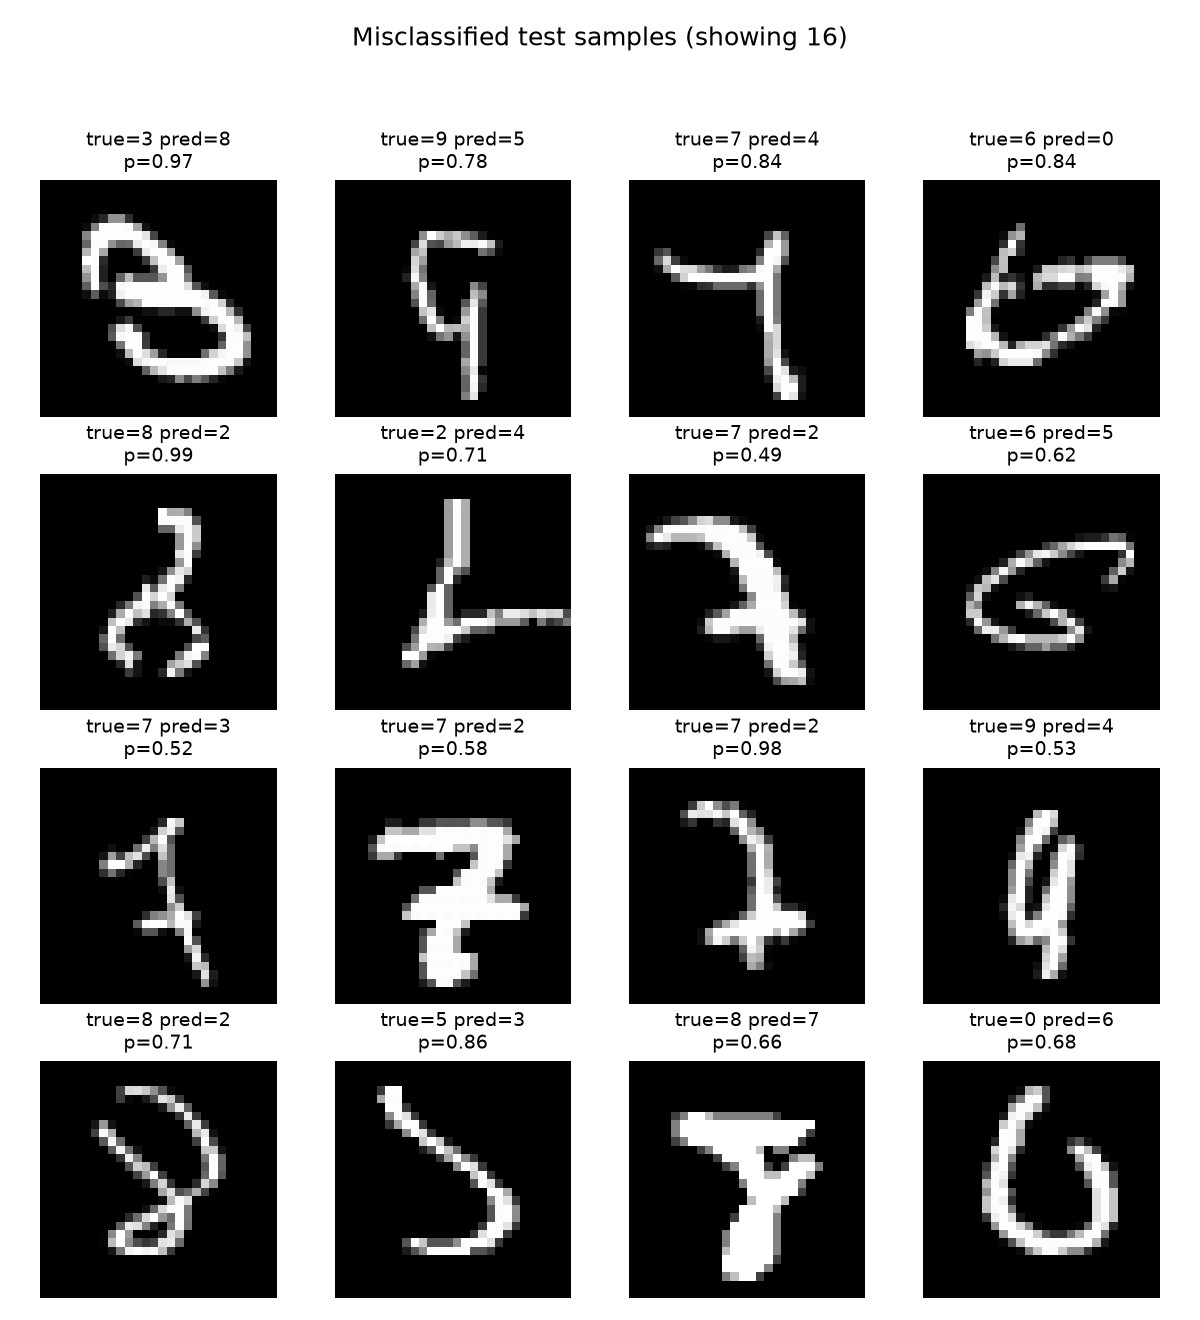 Misclassified test samples (showing 16)
true=3 pred=8
p=0.97
true=9 pred=5
p=0.78
true=7 pred=4
p=0.84
true=6 pred=0
p=0.84
true=8 pred=2
p=0.99
true=2 pred=4
p=0.71
true=7 pred=2
p=0.49
true=6 pred=5
p=0.62
true=7 pred=3
p=0.52
true=7 pred=2
p=0.58
true=7 pred=2
p=0.98
true=9 pred=4
p=0.53
true=8 pred=2
p=0.71
true=5 pred=3
p=0.86
true=8 pred=7
p=0.66
true=0 pred=6
p=0.68